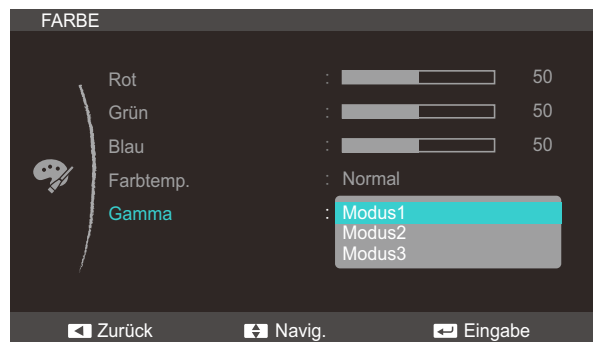 FARBE
Rot : 50
Grün : 50
Blau : 50
Farbtemp. : Normal
Gamma : Modus1
Modus2
Modus3
Zurück Navig. Eingabe